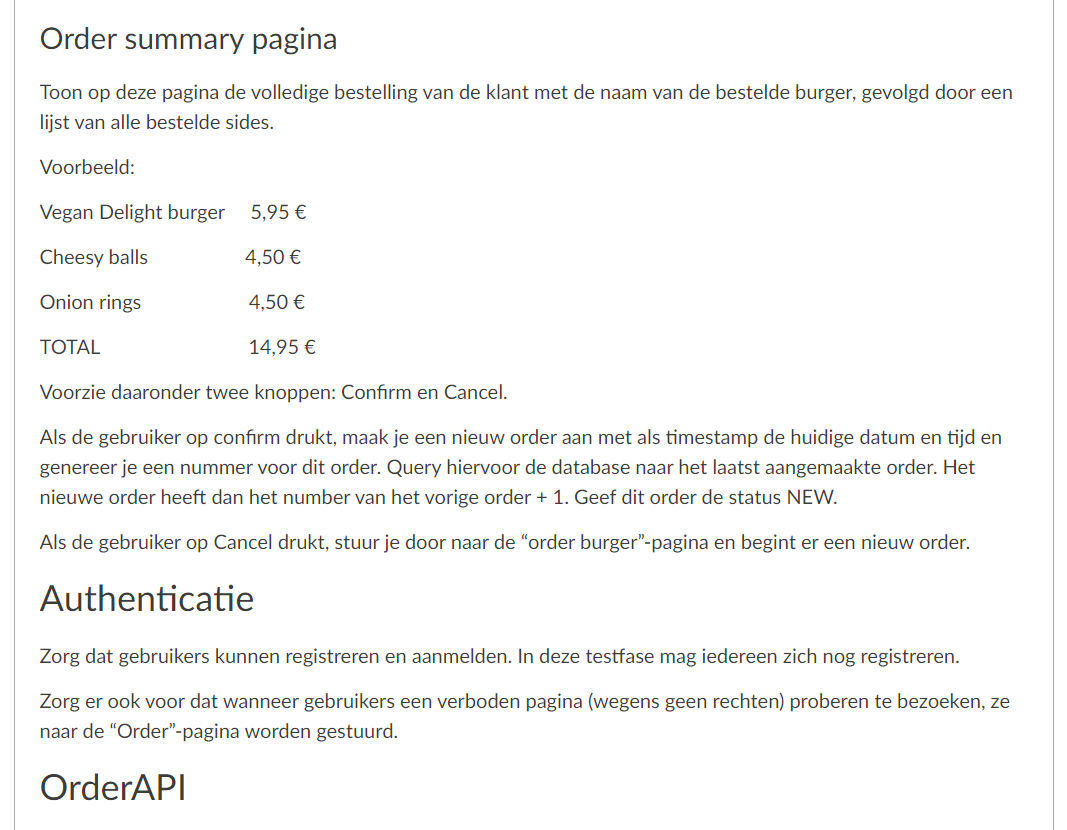 Order summary pagina
Toon op deze pagina de volledige bestelling van de klant met de naam van de bestelde burger, gevolgd door een
lijst van alle bestelde sides.
Voorbeeld:
Vegan Delight burger 5,95 €
Cheesy balls 4,50 €
Onion rings 4,50 €
TOTAL 14,95 €
Voorzie daaronder twee knoppen: Confirm en Cancel.
Als de gebruiker op confirm drukt, maak je een nieuw order aan met als timestamp de huidige datum en tijd en
genereer je een nummer voor dit order. Query hiervoor de database naar het laatst aangemaakte order. Het
nieuwe order heeft dan het number van het vorige order + 1. Geef dit order de status NEW.
Als de gebruiker op Cancel drukt, stuur je door naar de “order burger”-pagina en begint er een nieuw order.
Authenticatie
Zorg dat gebruikers kunnen registreren en aanmelden. In deze testfase mag iedereen zich nog registreren.
Zorg er ook voor dat wanneer gebruikers een verboden pagina (wegens geen rechten) proberen te bezoeken, ze
naar de “Order”-pagina worden gestuurd.
OrderAPI